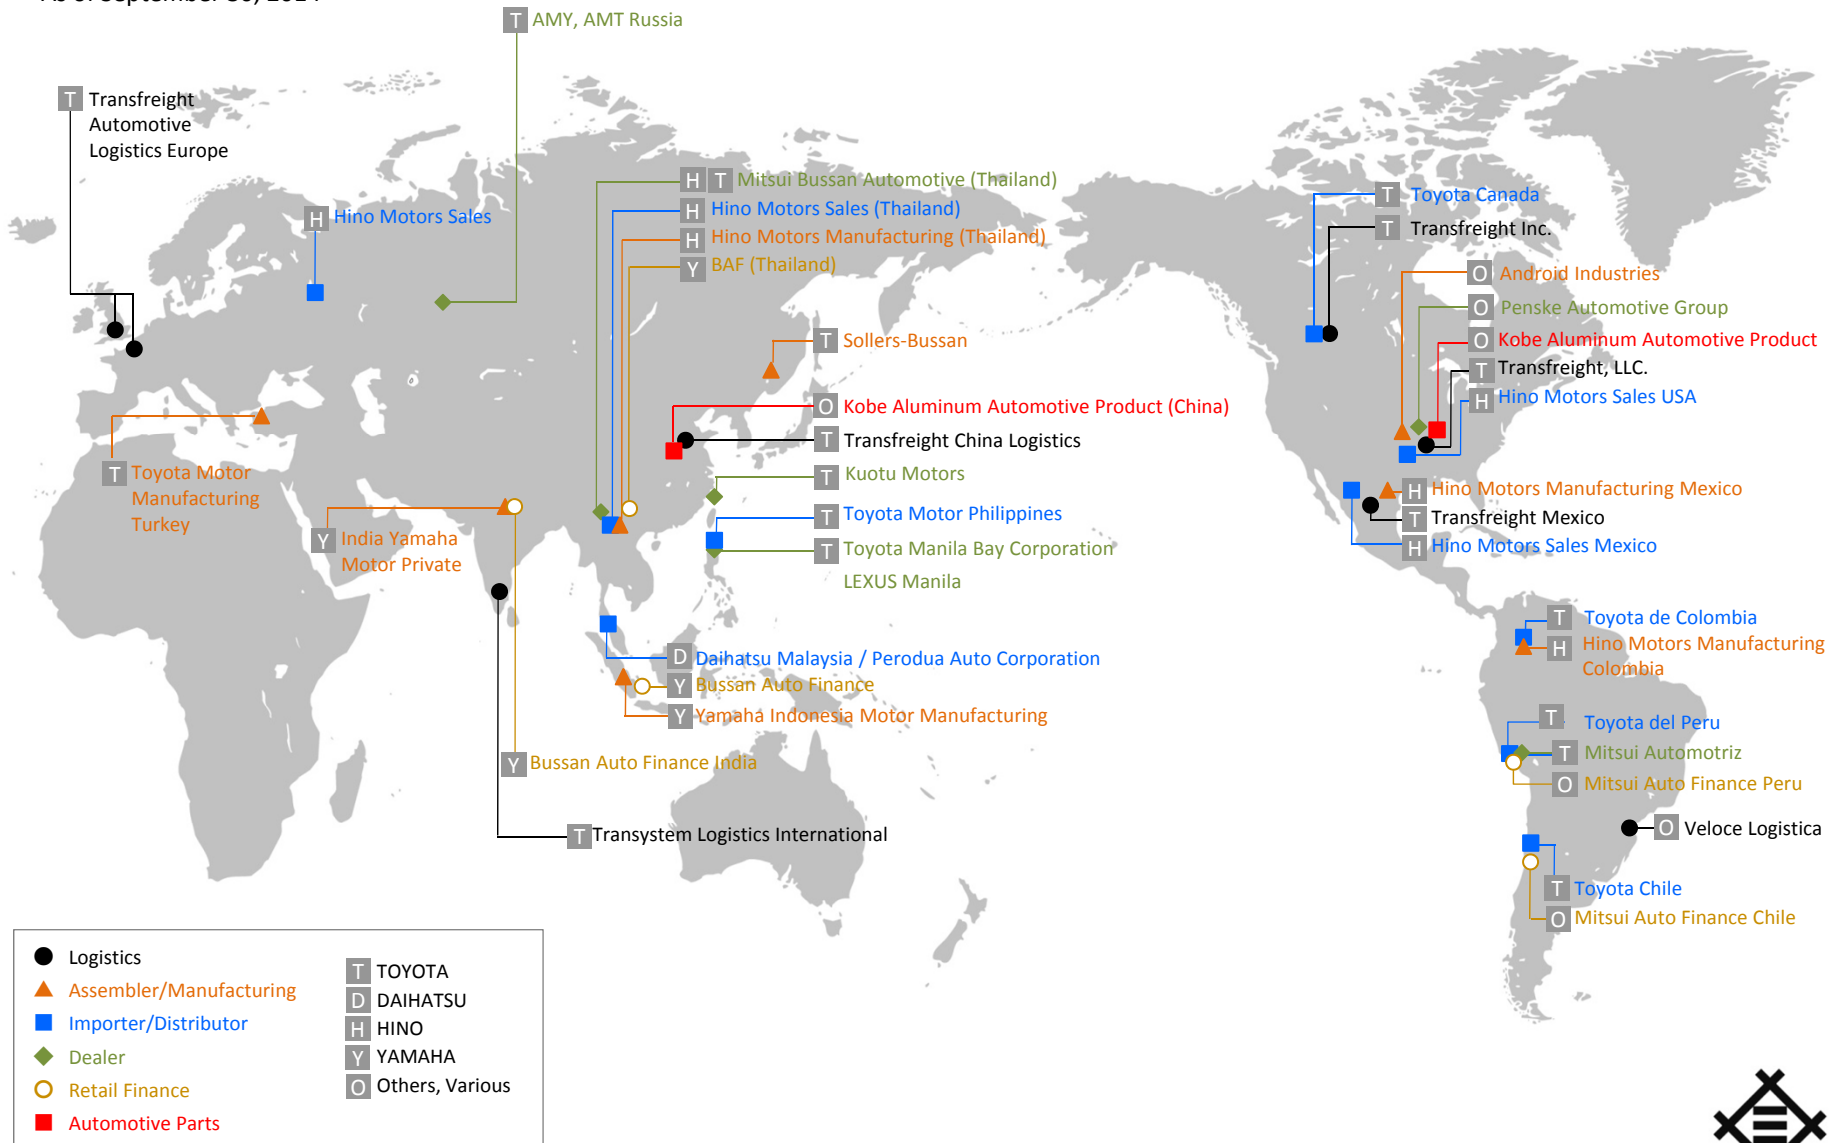 As of September 30, 2014
T AMY, AMT Russia
T Transfreight
Automotive
Logistics Europe
H Hino Motors Sales
H T Mitsui Bussan Automotive (Thailand)
H Hino Motors Sales (Thailand)
H Hino Motors Manufacturing (Thailand)
Y BAF (Thailand)
T Toyota Canada
T Transfreight Inc.
O Android Industries
O Penske Automotive Group
O Kobe Aluminum Automotive Product
T Transfreight, LLC.
H Hino Motors Sales USA
T Sollers-Bussan
O Kobe Aluminum Automotive Product (China)
T Transfreight China Logistics
T Kuotu Motors
T Toyota Motor Philippines
T Toyota Manila Bay Corporation
LEXUS Manila
T Toyota Motor
Manufacturing
Turkey
Y India Yamaha
Motor Private
H Hino Motors Manufacturing Mexico
T Transfreight Mexico
H Hino Motors Sales Mexico
T Toyota de Colombia
H Hino Motors Manufacturing
Colombia
D Daihatsu Malaysia / Perodua Auto Corporation
Y Bussan Auto Finance
Y Yamaha Indonesia Motor Manufacturing
T Toyota del Peru
T Mitsui Automotriz
O Mitsui Auto Finance Peru
Y Bussan Auto Finance India
T Transystem Logistics International
O Veloce Logistica
T Toyota Chile
O Mitsui Auto Finance Chile
Logistics
Assembler/Manufacturing
Importer/Distributor
Dealer
Retail Finance
Automotive Parts
T TOYOTA
D DAIHATSU
H HINO
Y YAMAHA
O Others, Various